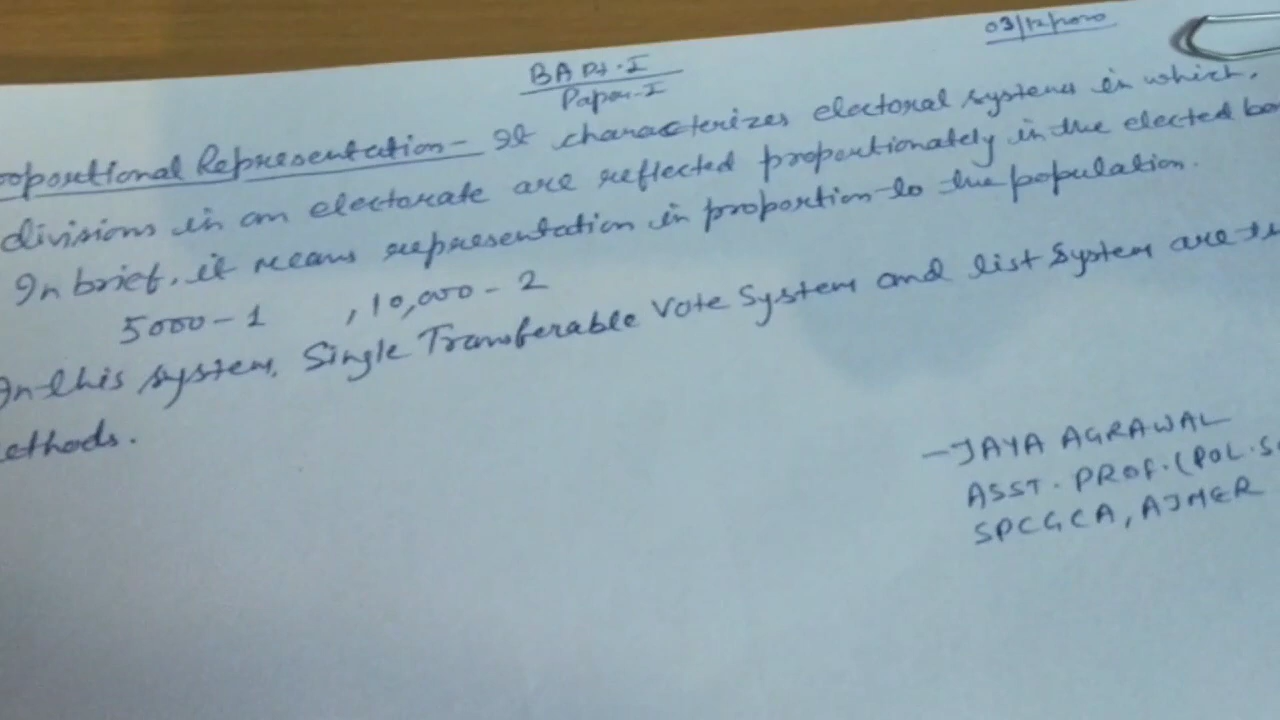 03/12/2020
BA Pt. I
Paper-I
roportional Representation- It characterizes electoral systems in which,
divisions in an electorate are reflected proportionately in the elected bo
In brief, it means representation in proportion to the population.
5000-1 , 10,000-2
In this system, Single Transferable Vote System and list System are
ethods.
-JAYA AGRAWAL
ASST. PROF. (POL. Sc
SPCGCA, AJMER